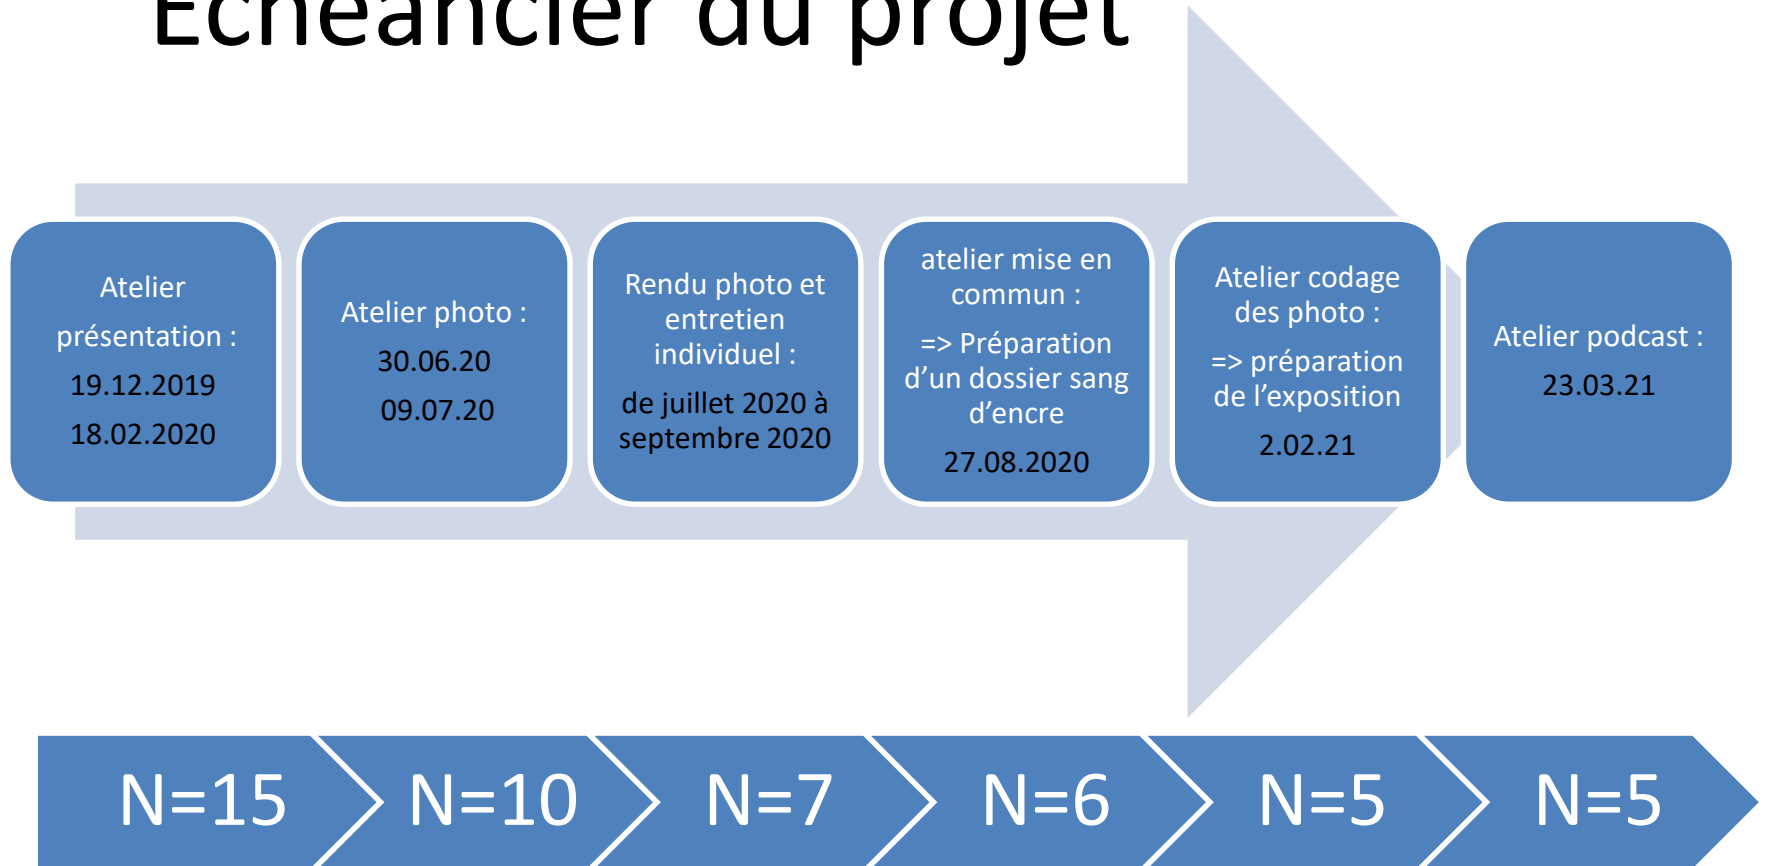 Echéancier du projet
Atelier
présentation :
19.12.2019
18.02.2020
Atelier photo :
30.06.20
09.07.20
Rendu photo et
entretien
individuel :
de juillet 2020 à
septembre 2020
atelier mise en
commun :
=> Préparation
d’un dossier sang
d’encre
27.08.2020
Atelier codage
des photo :
=> préparation
de l’exposition
2.02.21
Atelier podcast :
23.03.21
N=15
N=10
N=7
N=6
N=5
N=5